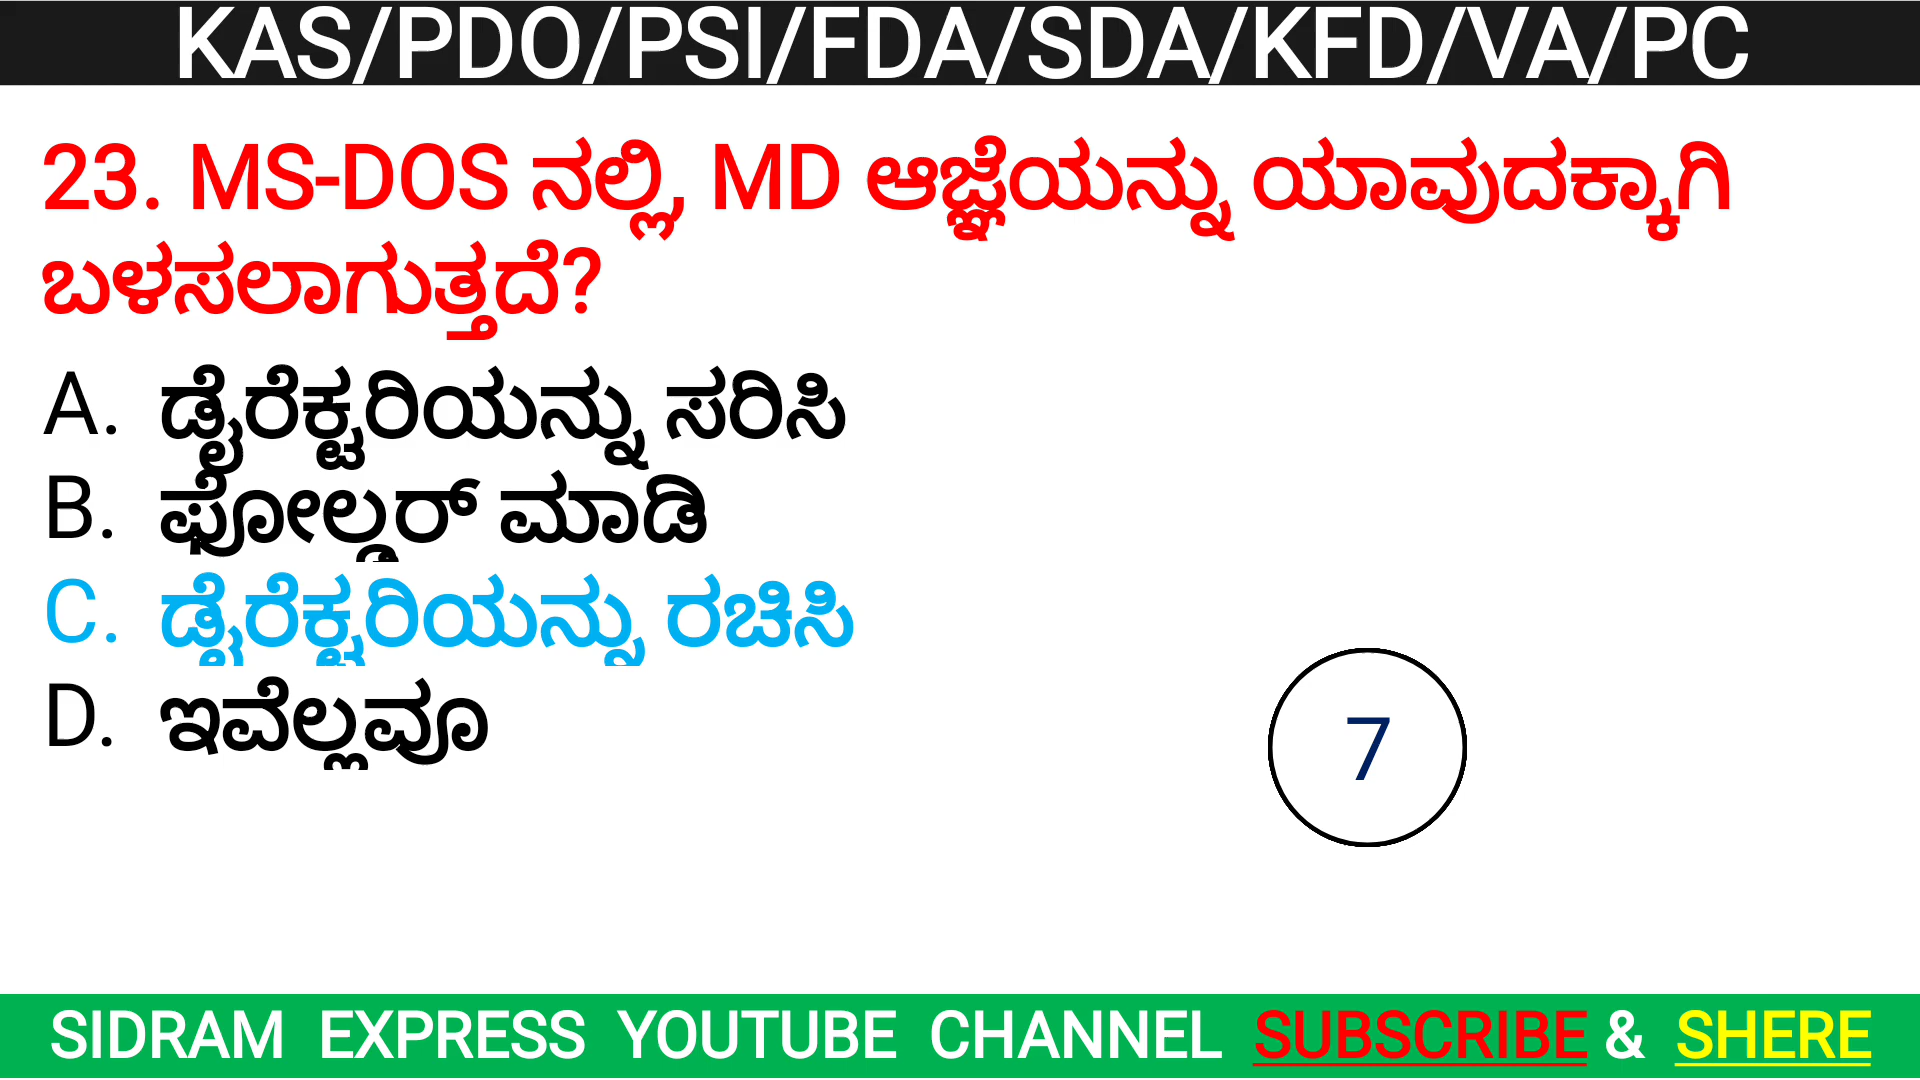 KAS/PDO/PSI/FDA/SDA/KFD/VA/PC
23. MS-DOS ನಲ್ಲಿ, MD ಆಜ್ಞೆಯನ್ನು ಯಾವುದಕ್ಕಾಗಿ
ಬಳಸಲಾಗುತ್ತದೆ?
A. ಡೈರೆಕ್ಟರಿಯನ್ನು ಸರಿಸಿ
B. ಫೋಲ್ಡರ್ ಮಾಡಿ
C. ಡೈರೆಕ್ಟರಿಯನ್ನು ರಚಿಸಿ
D. ಇವೆಲ್ಲವೂ
7
SIDRAM EXPRESS YOUTUBE CHANNEL SUBSCRIBE & SHERE